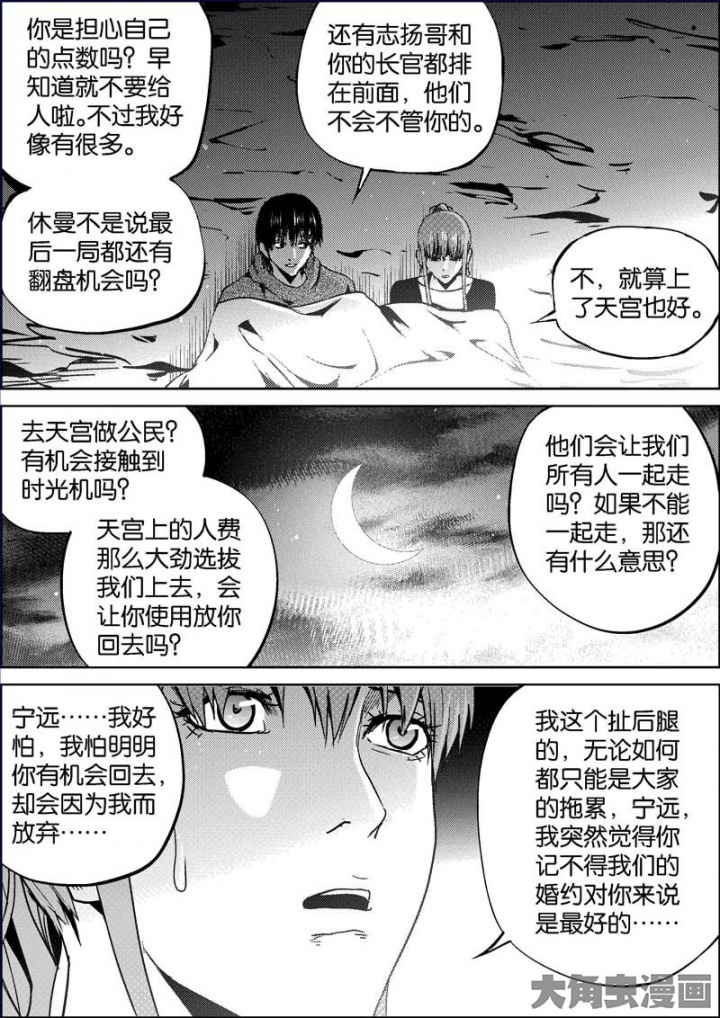 你是担心自己
的点数吗？早
知道就不要给
人啦。不过我好
像有很多。
还有志扬哥和
你的长官都排
在前面，他们
不会不管你的。
休曼不是说最
后一局都还有
翻盘机会吗？
不，就算上
了天宫也好。
去天宫做公民？
有机会接触到
时光机吗？
天宫上的人费
那么大劲选拔
我们上去，会
让你使用放你
回去吗？
他们会让我们
所有人一起走
吗？如果不能
一起走，那还
有什么意思？
宁远……我好
怕，我怕明明
你有机会回去，
却会因为我而
放弃……
我这个扯后腿
的，无论如何
都只能是大家
的拖累，宁远，
我突然觉得你
记不得我们的
婚约对你来说
是最好的……
大角虫漫画